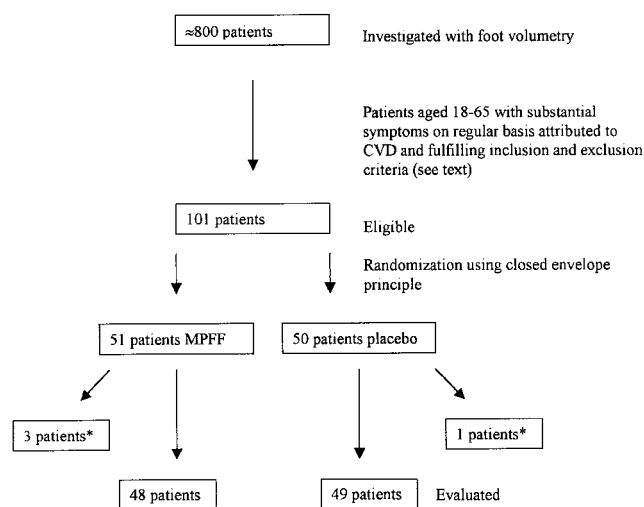 ≈800 patients
Investigated with foot volumetry
Patients aged 18-65 with substantial
symptoms on regular basis attributed to
CVD and fulfilling inclusion and exclusion
criteria (see text)
101 patients
Eligible
Randomization using closed envelope
principle
51 patients MPFF
50 patients placebo
3 patients*
1 patients*
48 patients
49 patients
Evaluated